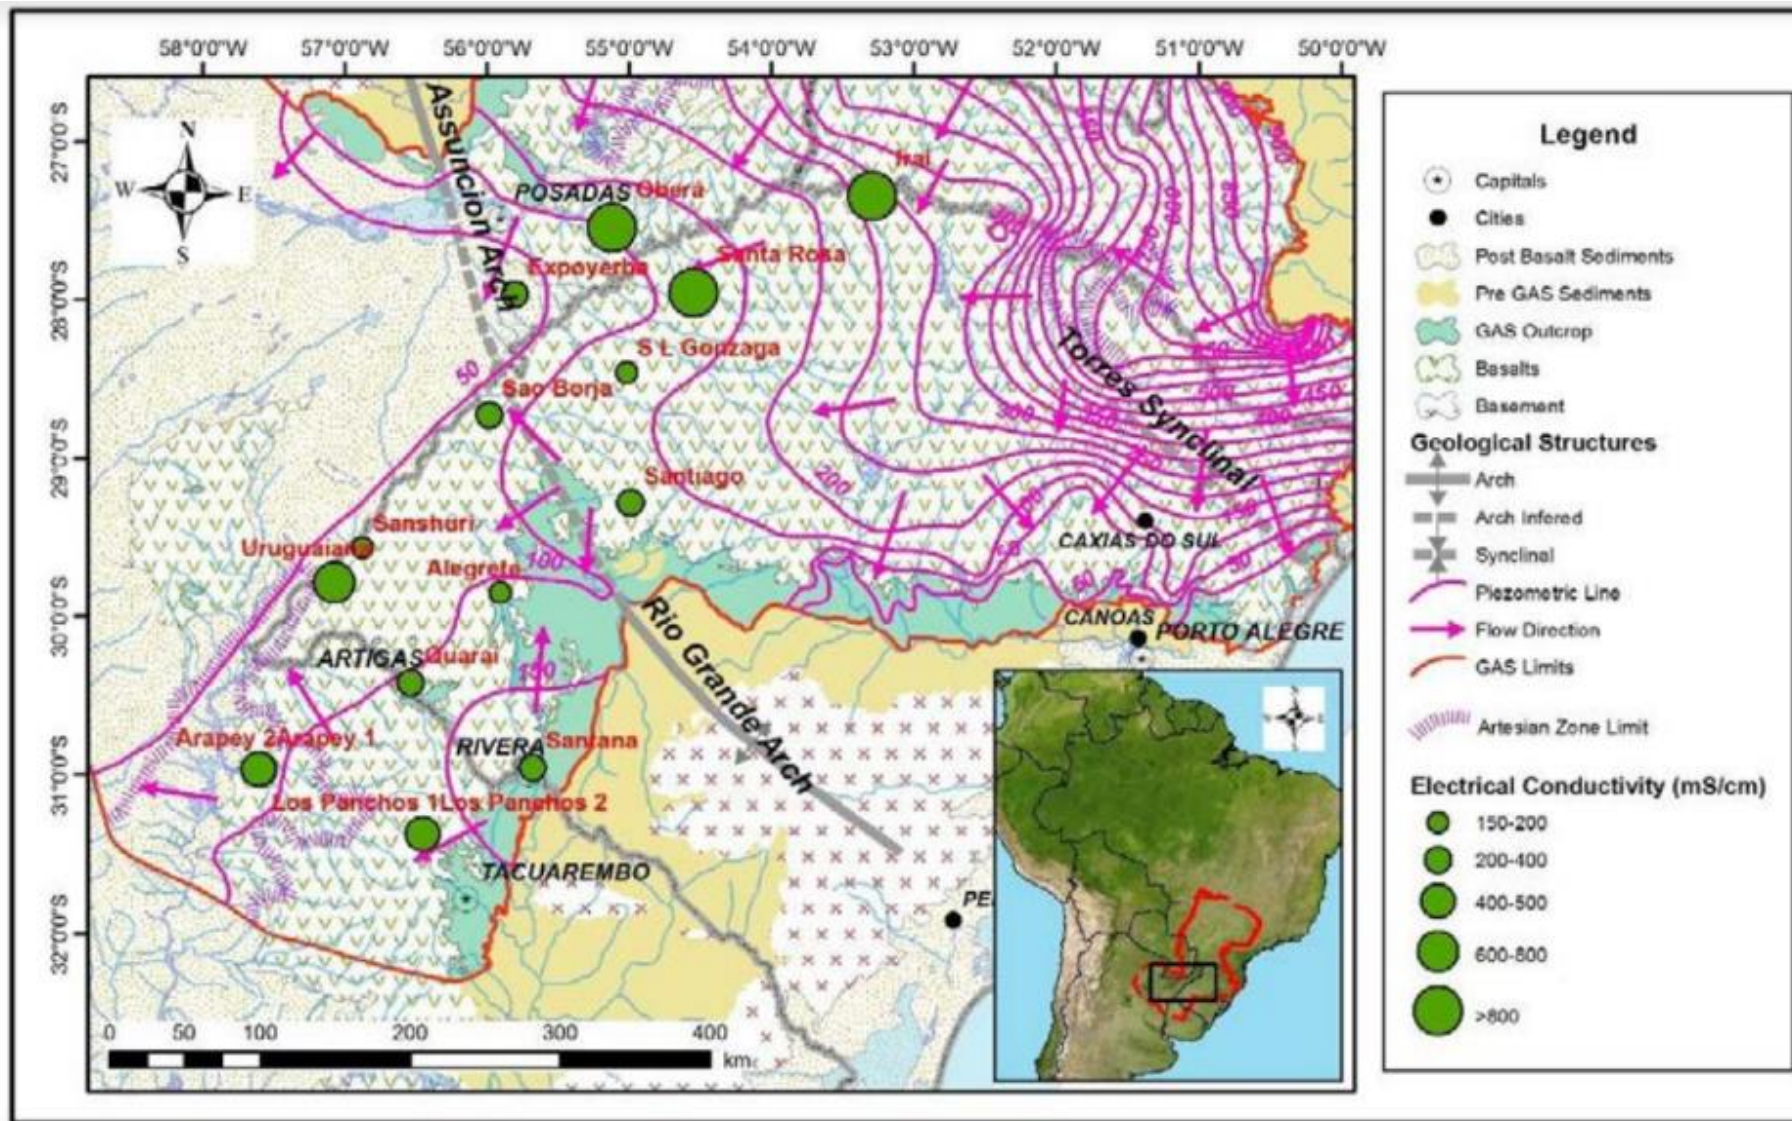 58°0'0"W 57°0'0"W 56°0'0"W 55°0'0"W 54°0'0"W 53°0'0"W 52°0'0"W 51°0'0"W 50°0'0"W
27°0'0"S
28°0'0"S
29°0'0"S
30°0'0"S
31°0'0"S
32°0'0"S
N
W E
S
Assuncion Arch
Irai
POSADAS Obera
Santa Rosa
Expoyerba
S L Gonzaga
50
Sao Borja
Torres Synclinal
300
500
450
Santiago
200
Sanshuri
Uruguaiana
CAXIAS DO SUL
Alegrete
100
50
50
CANOAS
PORTO ALEGRE
Rio Grande Arch
ARTIGAS Quarai
150
RIVERA Santana
Arapey 2 Arapey 1
Los Panchos 1 Los Panchos 2
TACUAREMBO
PE
0 50 100 200 300 400
km
Legend
Capitals
Cities
Post Basalt Sediments
Pre GAS Sediments
GAS Outcrop
Basalts
Basement
Geological Structures
Arch
Arch Infered
Synclinal
Piezometric Line
Flow Direction
GAS Limits
Artesian Zone Limit
Electrical Conductivity (mS/cm)
150-200
200-400
400-500
600-800
>800